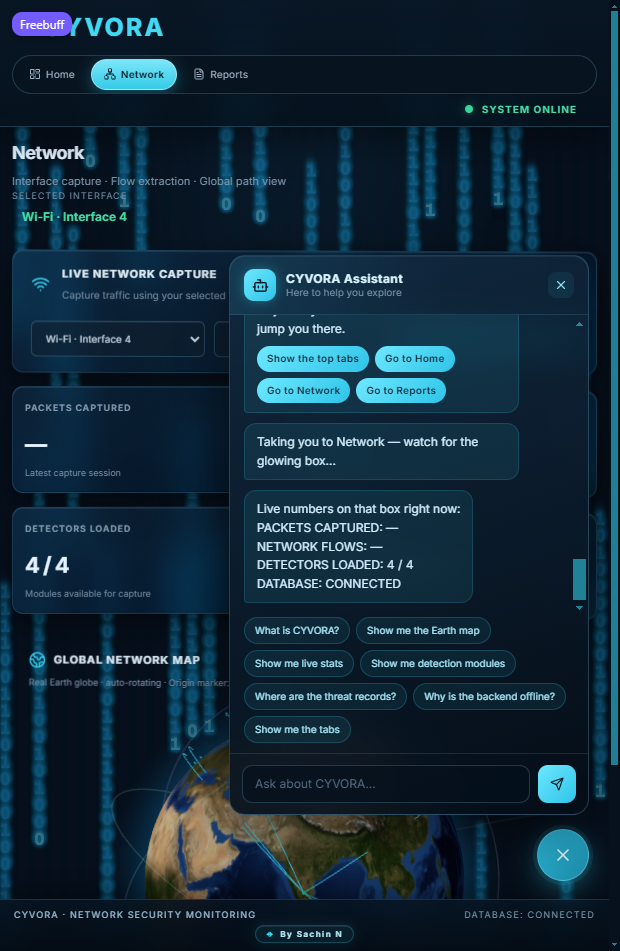 Freebuff
YVORA
Home
Network
Reports
SYSTEM ONLINE
Network
Interface capture · Flow extraction · Global path view
SELECTED INTERFACE
Wi-Fi · Interface 4
LIVE NETWORK CAPTURE
Capture traffic using your selected
Wi-Fi · Interface 4
PACKETS CAPTURED
—
Latest capture session
DETECTORS LOADED
4 / 4
Modules available for capture
GLOBAL NETWORK MAP
Real Earth globe · auto-rotating · Origin marker:
CYVORA Assistant
Here to help you explore
jump you there.
Show the top tabs
Go to Home
Go to Network
Go to Reports
Taking you to Network — watch for the
glowing box...
Live numbers on that box right now:
PACKETS CAPTURED: —
NETWORK FLOWS: —
DETECTORS LOADED: 4 / 4
DATABASE: CONNECTED
What is CYVORA?
Show me the Earth map
Show me live stats
Show me detection modules
Where are the threat records?
Why is the backend offline?
Show me the tabs
Ask about CYVORA...
CYVORA · NETWORK SECURITY MONITORING
DATABASE: CONNECTED
By Sachin N